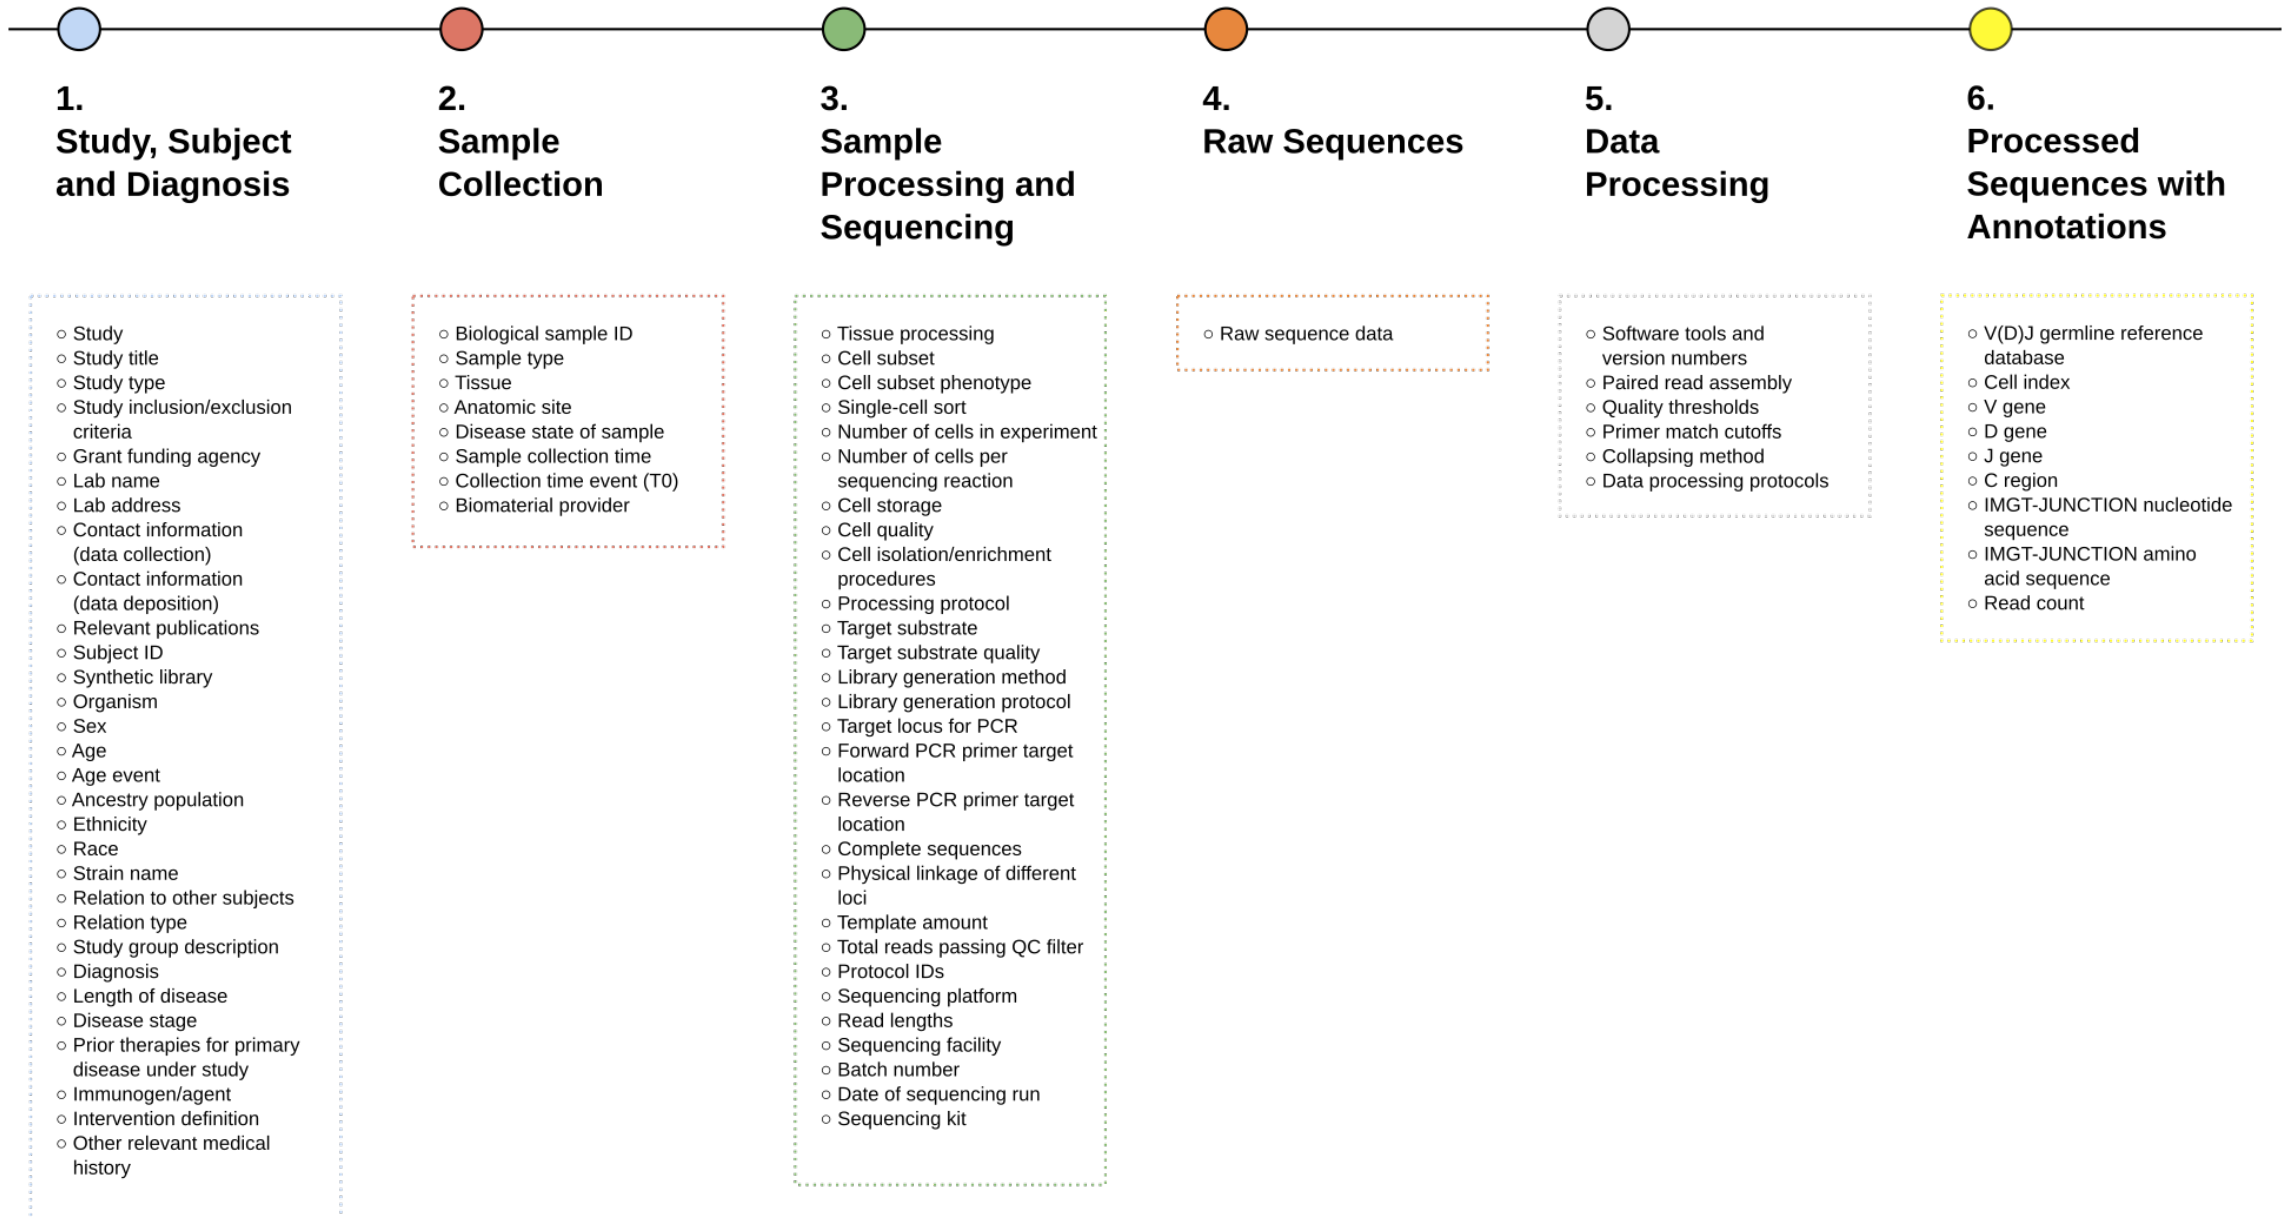 1.
Study, Subject
and Diagnosis
○ Study
○ Study title
○ Study type
○ Study inclusion/exclusion
criteria
○ Grant funding agency
○ Lab name
○ Lab address
○ Contact information
(data collection)
○ Contact information
(data deposition)
○ Relevant publications
○ Subject ID
○ Synthetic library
○ Organism
○ Sex
○ Age
○ Age event
○ Ancestry population
○ Ethnicity
○ Race
○ Strain name
○ Relation to other subjects
○ Relation type
○ Study group description
○ Diagnosis
○ Length of disease
○ Disease stage
○ Prior therapies for primary
disease under study
○ Immunogen/agent
○ Intervention definition
○ Other relevant medical
history
2.
Sample
Collection
○ Biological sample ID
○ Sample type
○ Tissue
○ Anatomic site
○ Disease state of sample
○ Sample collection time
○ Collection time event (T0)
○ Biomaterial provider
3.
Sample
Processing and
Sequencing
○ Tissue processing
○ Cell subset
○ Cell subset phenotype
○ Single-cell sort
○ Number of cells in experiment
○ Number of cells per
sequencing reaction
○ Cell storage
○ Cell quality
○ Cell isolation/enrichment
procedures
○ Processing protocol
○ Target substrate
○ Target substrate quality
○ Library generation method
○ Library generation protocol
○ Target locus for PCR
○ Forward PCR primer target
location
○ Reverse PCR primer target
location
○ Complete sequences
○ Physical linkage of different
loci
○ Template amount
○ Total reads passing QC filter
○ Protocol IDs
○ Sequencing platform
○ Read lengths
○ Sequencing facility
○ Batch number
○ Date of sequencing run
○ Sequencing kit
4.
Raw Sequences
○ Raw sequence data
5.
Data
Processing
○ Software tools and
version numbers
○ Paired read assembly
○ Quality thresholds
○ Primer match cutoffs
○ Collapsing method
○ Data processing protocols
6.
Processed
Sequences with
Annotations
○ V(D)J germline reference
database
○ Cell index
○ V gene
○ D gene
○ J gene
○ C region
○ IMGT-JUNCTION nucleotide
sequence
○ IMGT-JUNCTION amino
acid sequence
○ Read count